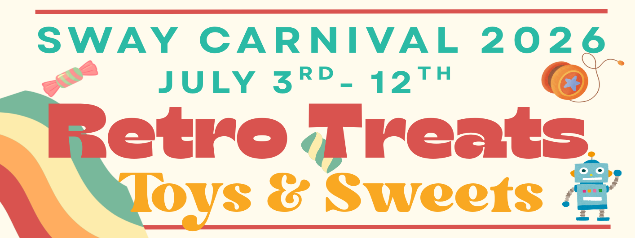 SWAY CARNIVAL 2026
JULY 3RD- 12TH
Retro Treats
Toys & Sweets